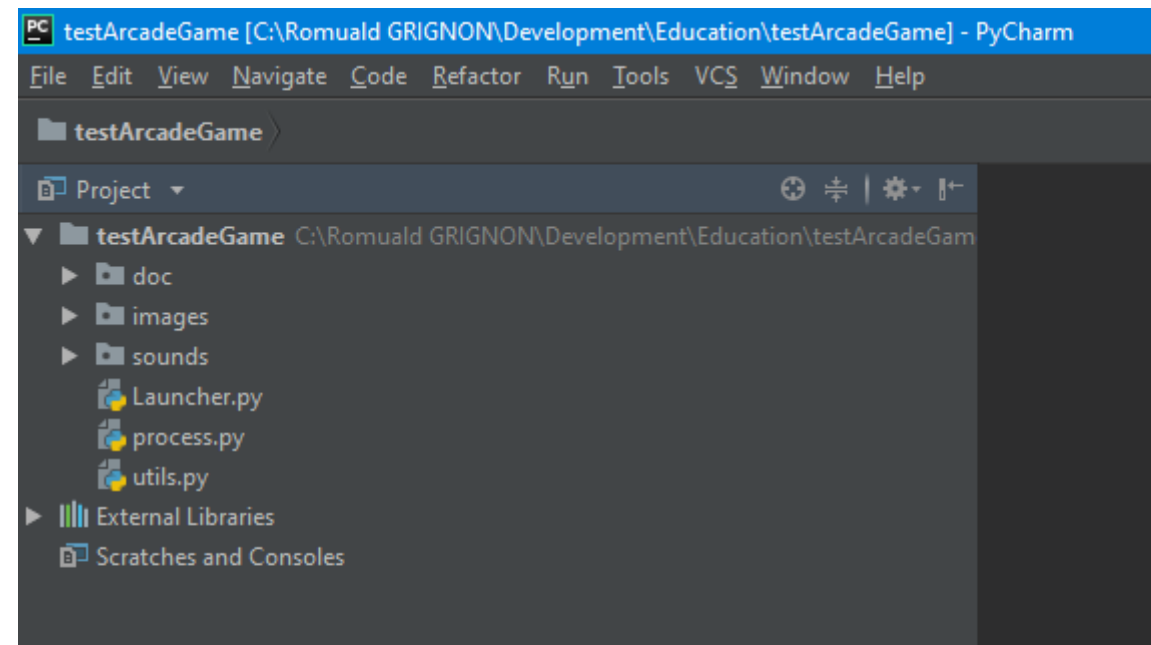 PC testArcadeGame [C:\Romuald GRIGNON\Development\Education\testArcadeGame] - PyCharm
File Edit View Navigate Code Refactor Run Tools VCS Window Help
testArcadeGame
Project
testArcadeGame C:\Romuald GRIGNON\Development\Education\testArcadeGam
doc
images
sounds
Launcher.py
process.py
utils.py
External Libraries
Scratches and Consoles